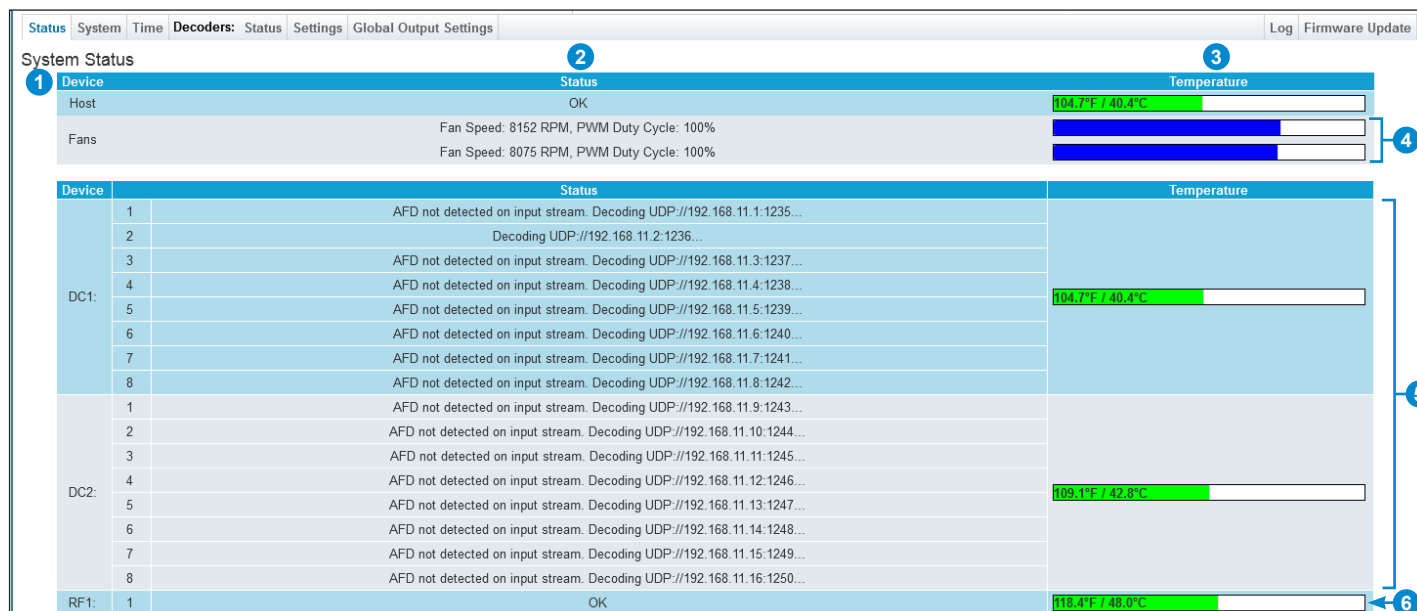 Status System Time Decoders: Status Settings Global Output Settings Log Firmware Update
System Status
2 3
1 Device Status Temperature
Host OK 104.7°F / 40.4°C
Fans Fan Speed: 8152 RPM, PWM Duty Cycle: 100%
Fan Speed: 8075 RPM, PWM Duty Cycle: 100%
4
Device Status Temperature
DC1: 104.7°F / 40.4°C
1 AFD not detected on input stream. Decoding UDP://192.168.11.1:1235...
2 Decoding UDP://192.168.11.2:1236...
3 AFD not detected on input stream. Decoding UDP://192.168.11.3:1237...
4 AFD not detected on input stream. Decoding UDP://192.168.11.4:1238...
5 AFD not detected on input stream. Decoding UDP://192.168.11.5:1239...
6 AFD not detected on input stream. Decoding UDP://192.168.11.6:1240...
7 AFD not detected on input stream. Decoding UDP://192.168.11.7:1241...
8 AFD not detected on input stream. Decoding UDP://192.168.11.8:1242...
DC2: 109.1°F / 42.8°C
1 AFD not detected on input stream. Decoding UDP://192.168.11.9:1243...
2 AFD not detected on input stream. Decoding UDP://192.168.11.10:1244...
3 AFD not detected on input stream. Decoding UDP://192.168.11.11:1245...
4 AFD not detected on input stream. Decoding UDP://192.168.11.12:1246...
5 AFD not detected on input stream. Decoding UDP://192.168.11.13:1247...
6 AFD not detected on input stream. Decoding UDP://192.168.11.14:1248...
7 AFD not detected on input stream. Decoding UDP://192.168.11.15:1249...
8 AFD not detected on input stream. Decoding UDP://192.168.11.16:1250...
RF1: 1 OK 118.4°F / 48.0°C 6